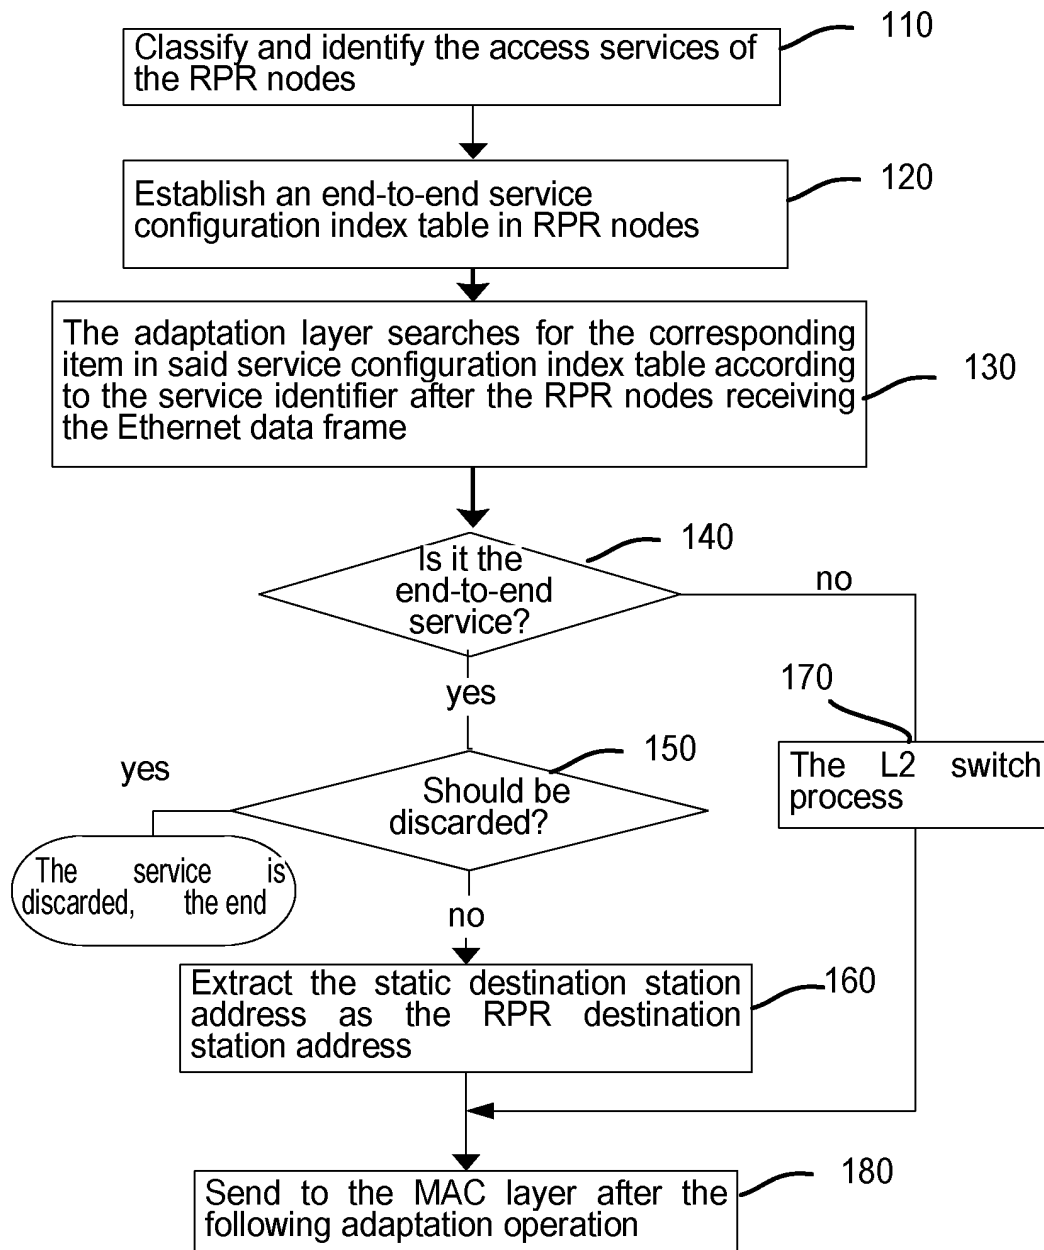 110
Classify and identify the access services of
the RPR nodes
120
Establish an end-to-end service
configuration index table in RPR nodes
The adaptation layer searches for the corresponding
item in said service configuration index table according
to the service identifier after the RPR nodes receiving
the Ethernet data frame
130
140
Is it the
end-to-end
service?
no
yes
170
150
yes
The L2 switch
process
Should be
discarded?
The service is
discarded, the end
no
Extract the static destination station
address as the RPR destination
station address
160
180
Send to the MAC layer after the
following adaptation operation